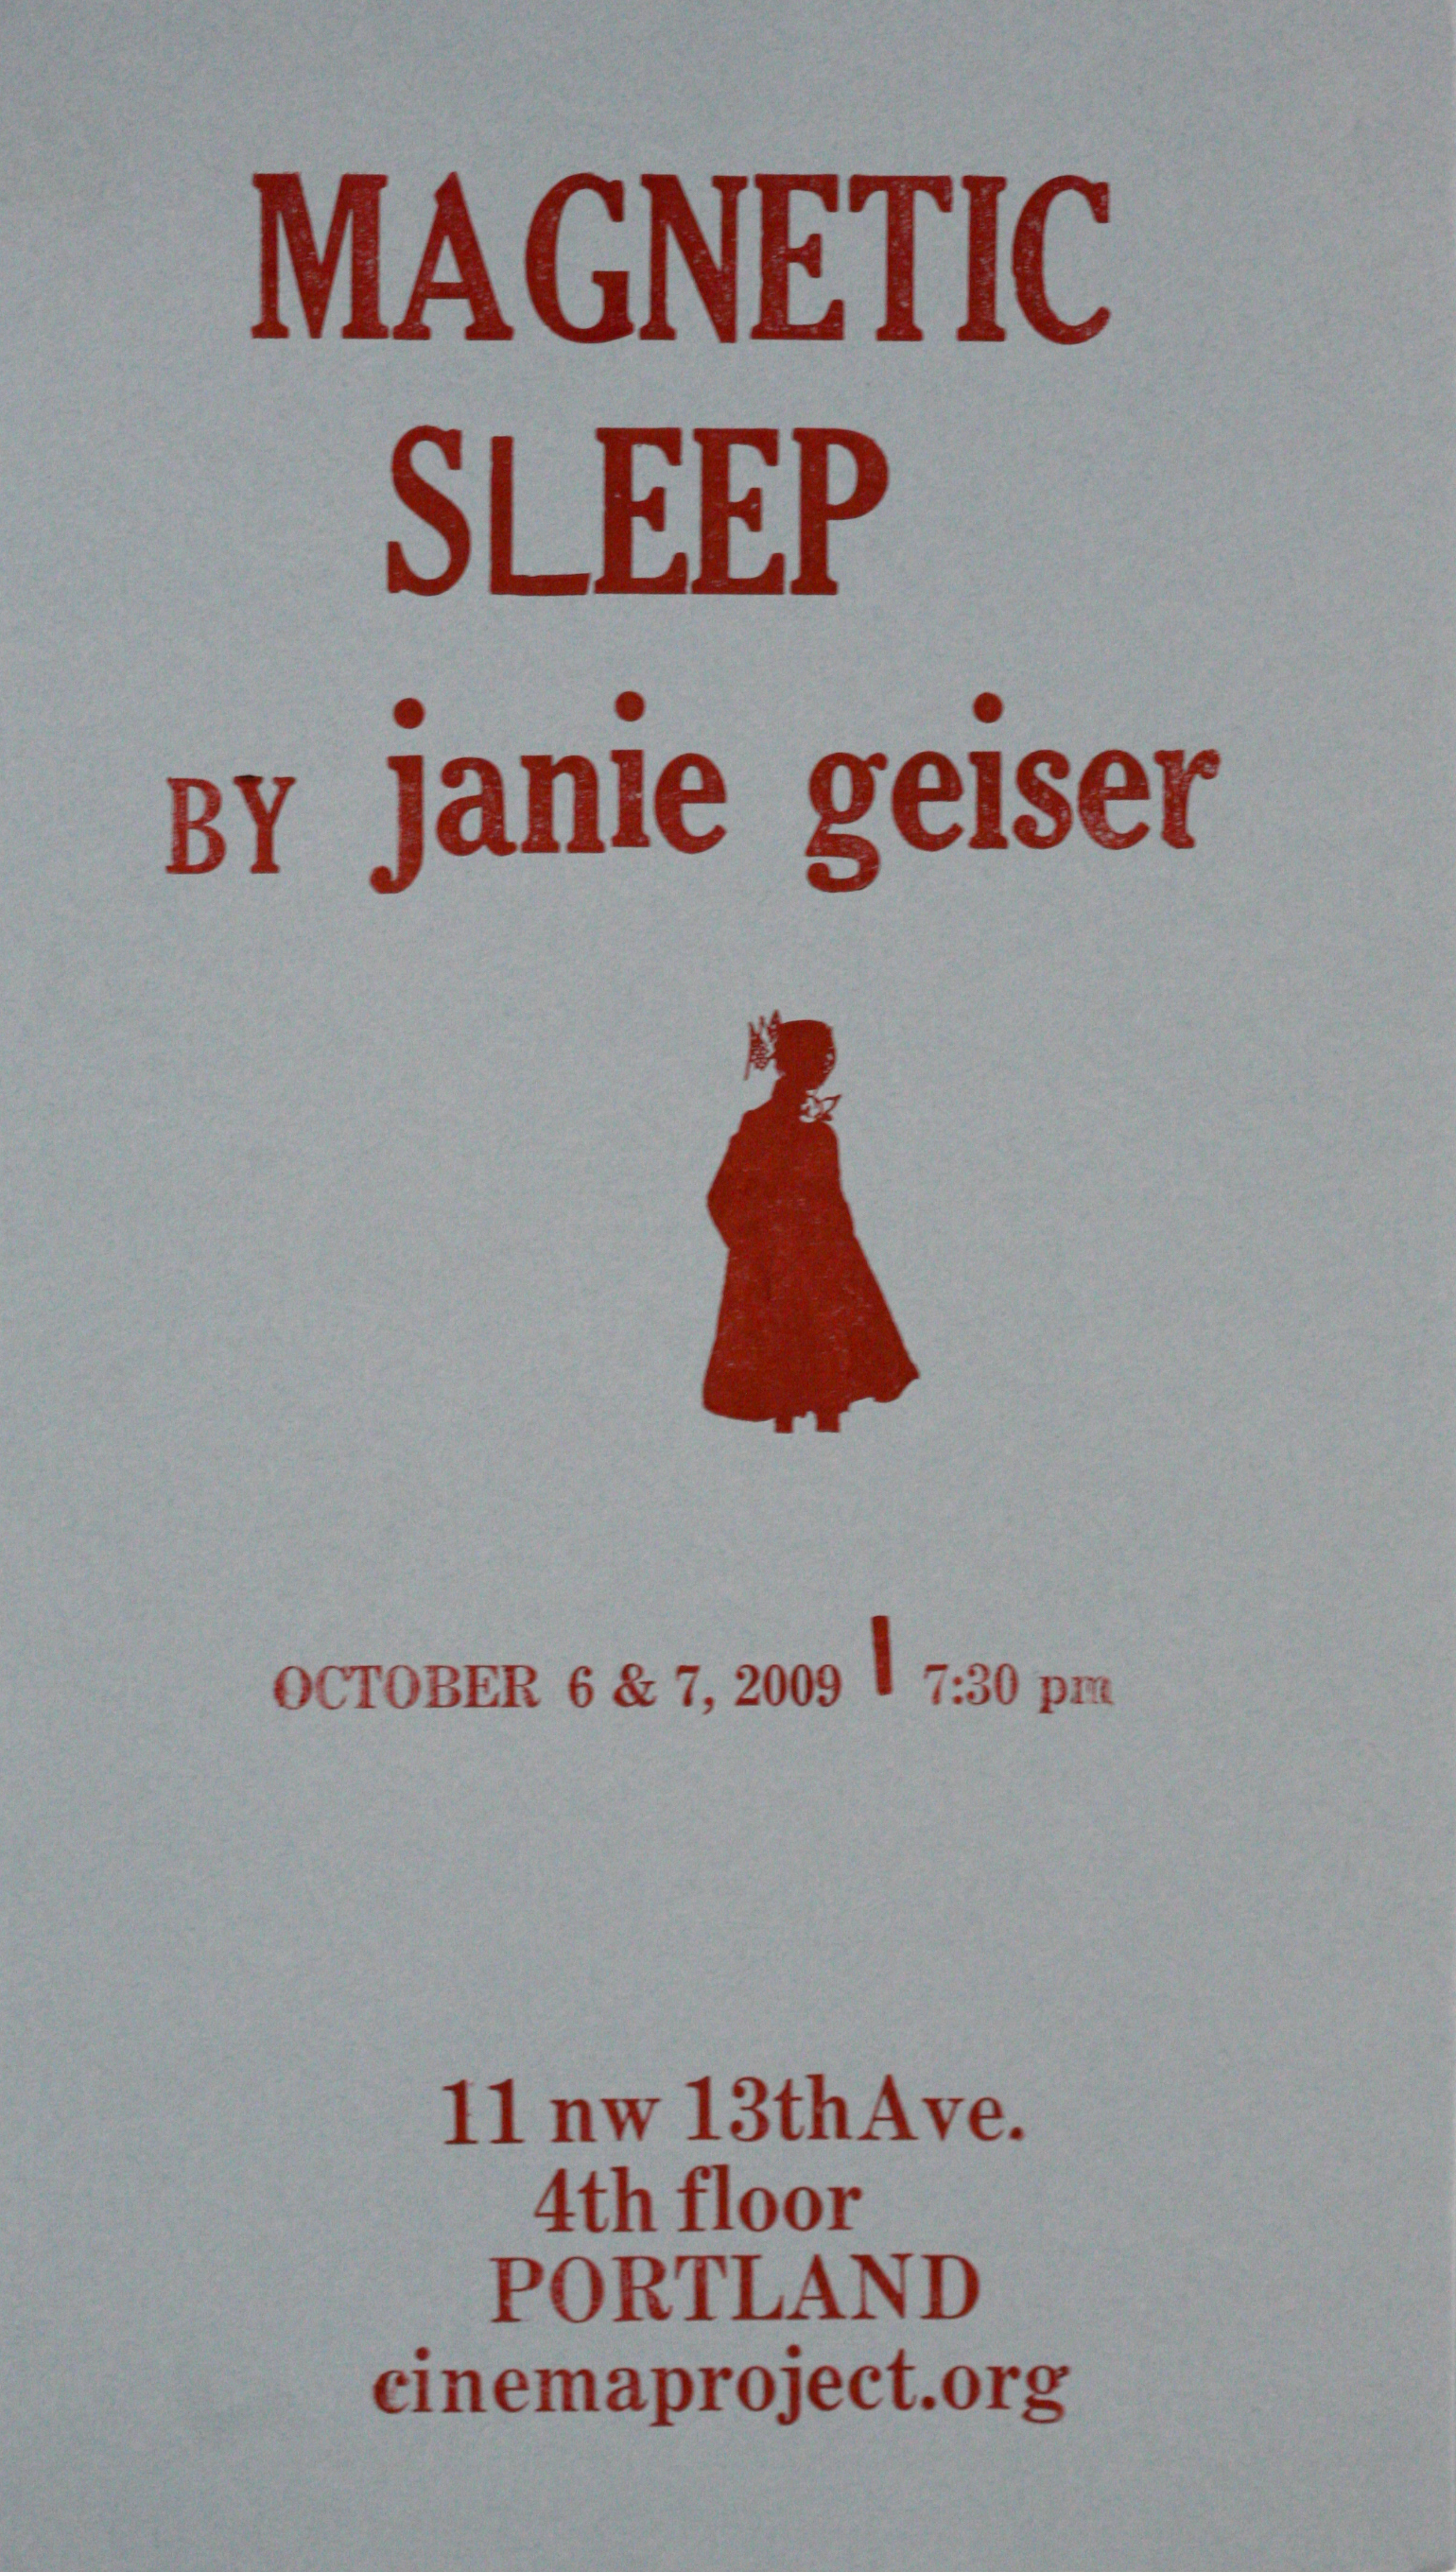 MAGNETIC
SLEEP
BY janie geiser
OCTOBER 6 & 7, 2009 | 7:30 pm
11 nw 13thAve.
4th floor
PORTLAND
cinemaproject.org